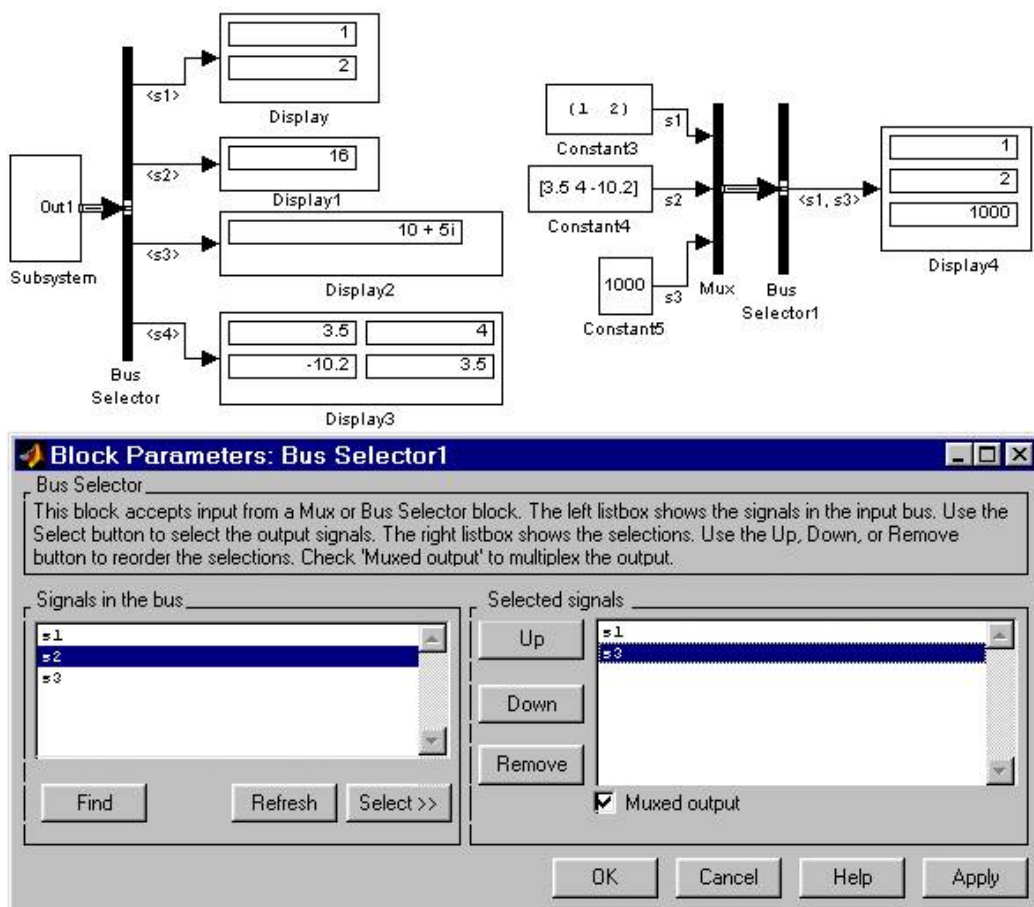 1
2
<s1>
Display
16
<s2>
Display1
Out1
10 + 5i
<s3>
Subsystem
Display2
3.5 4
<s4>
-10.2 3.5
Bus
Selector
Display3
(1 2)
s1
Constant3
[3.5 4 -10.2]
s2
Constant4
1000
s3
Constant5
Mux
Bus
Selector1
<s1, s3>
1
2
1000
Display4
Block Parameters: Bus Selector1
Bus Selector
This block accepts input from a Mux or Bus Selector block. The left listbox shows the signals in the input bus. Use the
Select button to select the output signals. The right listbox shows the selections. Use the Up, Down, or Remove
button to reorder the selections. Check 'Muxed output' to multiplex the output.
Signals in the bus
s1
s2
s3
Find
Refresh
Select >>
Selected signals
Up
Down
Remove
s1
s3
Muxed output
OK
Cancel
Help
Apply